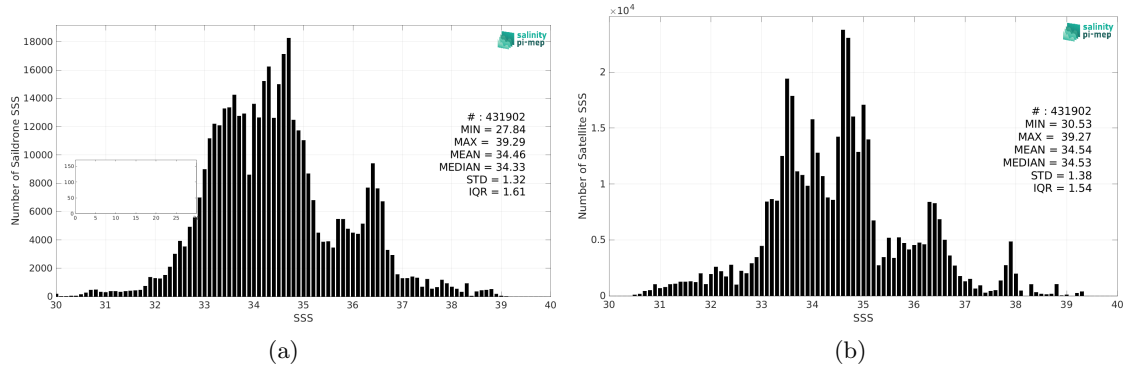 18000
16000
14000
12000
10000
8000
6000
4000
2000
0
Number of Saildrone SSS
30 31 32 33 34 35 36 37 38 39 40
SSS
150
100
50
0
0 5 10 15 20 25
salinity
pi-mep
# : 431902
MIN = 27.84
MAX = 39.29
MEAN = 34.46
MEDIAN = 34.33
STD = 1.32
IQR = 1.61
(a)
×10⁴
2
1.5
1
0.5
0
Number of Satellite SSS
30 31 32 33 34 35 36 37 38 39 40
SSS
salinity
pi-mep
# : 431902
MIN = 30.53
MAX = 39.27
MEAN = 34.54
MEDIAN = 34.53
STD = 1.38
IQR = 1.54
(b)